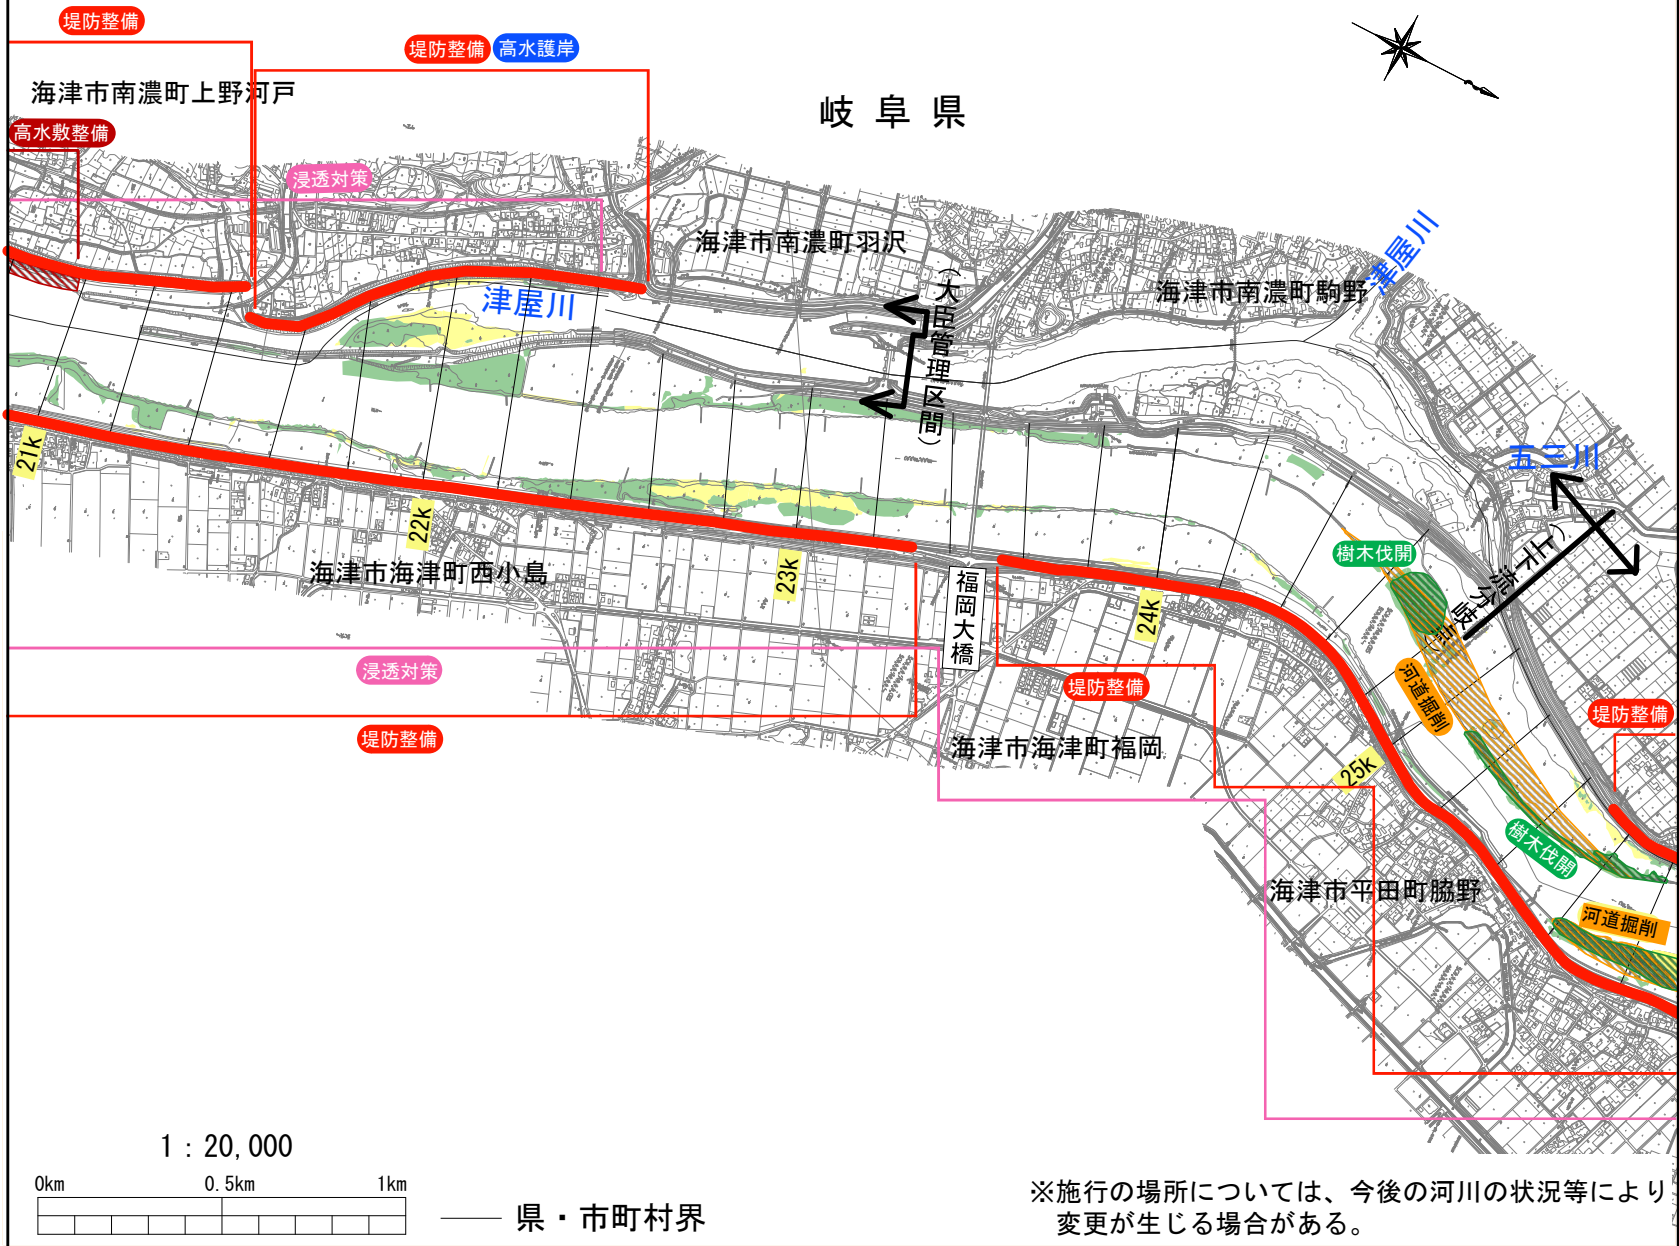 堤防整備
堤防整備 高水護岸
海津市南濃町上野河戸
岐阜県
高水敷整備
浸透対策
海津市南濃町羽沢
津屋川
津屋川
海津市南濃町駒野
(大臣管理区間)
五三川
21k
22k
23k
24k
25k
樹木伐開
河道掘削
堤防整備
海津市海津町西小島
福岡大橋
浸透対策
堤防整備
堤防整備
海津市海津町福岡
樹木伐開
河道掘削
海津市平田町脇野
1 : 20,000
0km 0.5km 1km
県・市町村界
※施行の場所については、今後の河川の状況等により
変更が生じる場合がある。